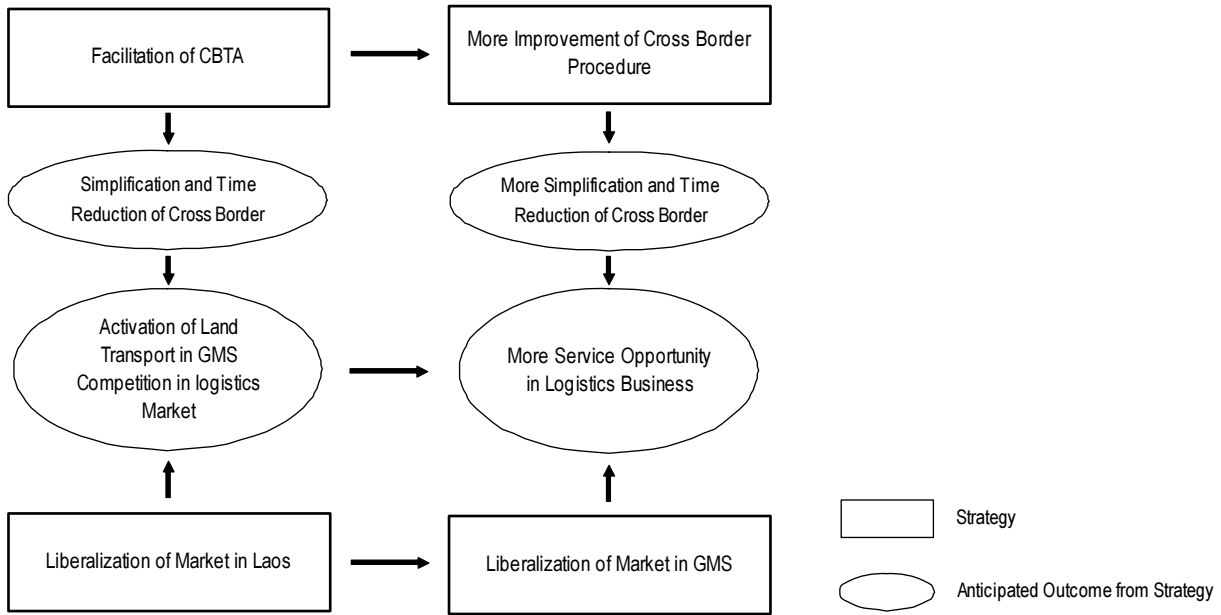 Facilitation of CBTA
More Improvement of Cross Border
Procedure
Simplification and Time
Reduction of Cross Border
More Simplification and Time
Reduction of Cross Border
Activation of Land
Transport in GMS
Competition in logistics
Market
More Service Opportunity
in Logistics Business
Liberalization of Market in Laos
Liberalization of Market in GMS
Strategy
Anticipated Outcome from Strategy